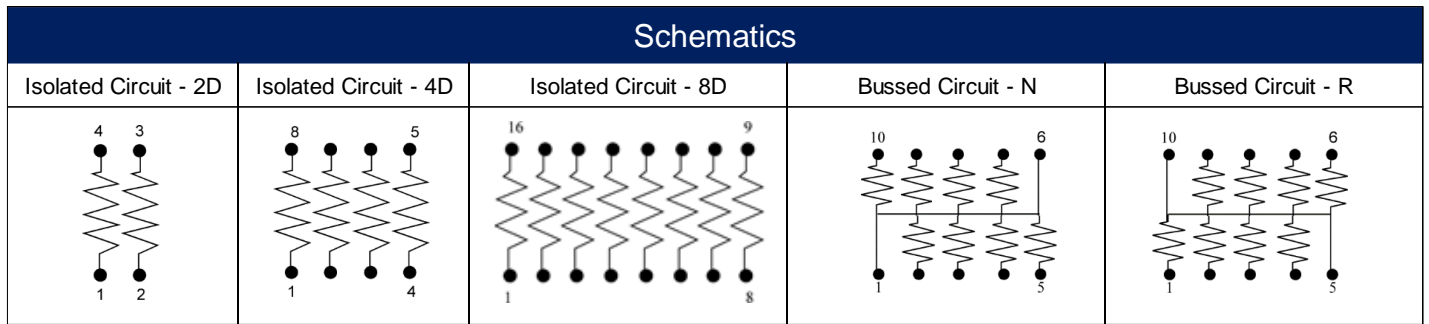 Schematics
Isolated Circuit - 2D
Isolated Circuit - 4D
Isolated Circuit - 8D
Bussed Circuit - N
Bussed Circuit - R
4 3
1 2
8 5
1 4
16 9
1 8
10 6
1 5
10 6
1 5